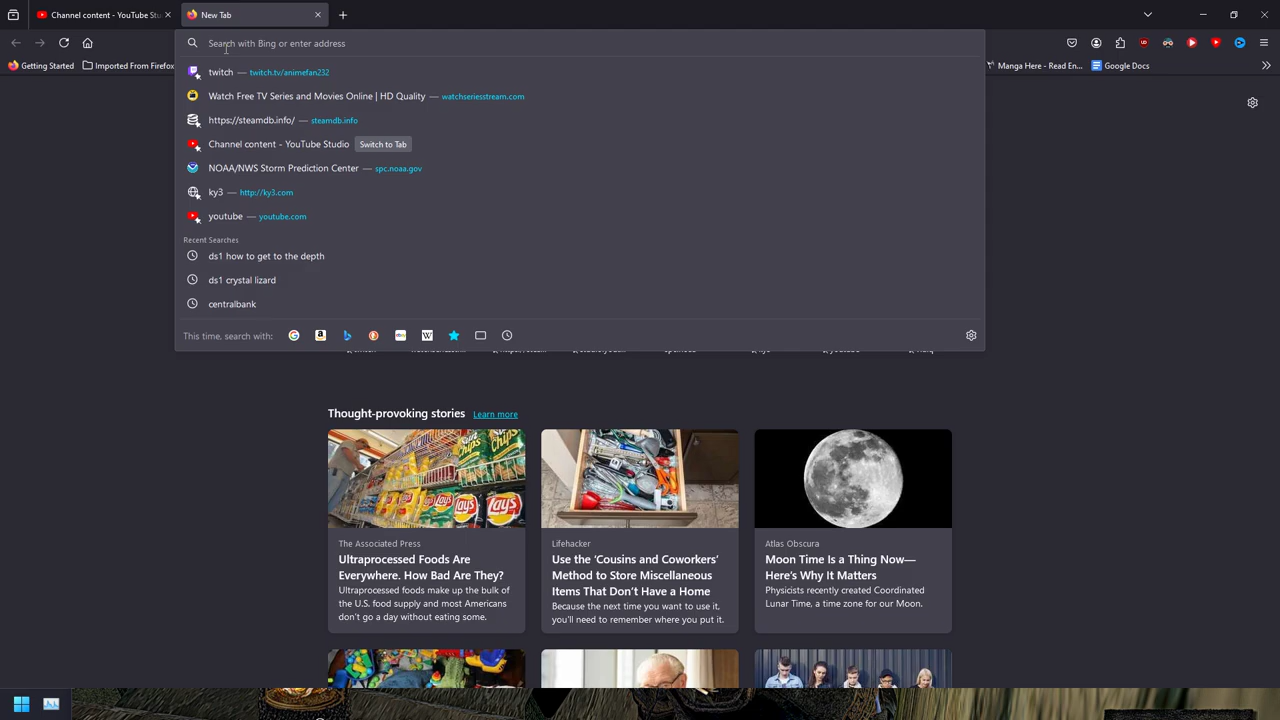 Channel content - YouTube Stu
New Tab
Search with Bing or enter address
Getting Started
Imported From Firefox
Manga Here - Read En...
Google Docs
twitch — twitch.tv/animefan232
Watch Free TV Series and Movies Online | HD Quality — watchseriesstream.com
https://steamdb.info/ — steamdb.info
Channel content - YouTube Studio Switch to Tab
NOAA/NWS Storm Prediction Center — spc.noaa.gov
ky3 — http://ky3.com
youtube — youtube.com
Recent Searches
ds1 how to get to the depth
ds1 crystal lizard
centralbank
This time, search with:
Thought-provoking stories Learn more
The Associated Press
Ultraprocessed Foods Are
Everywhere. How Bad Are They?
Ultraprocessed foods make up the bulk of
the U.S. food supply and most Americans
don't go a day without eating some.
Lifehacker
Use the 'Cousins and Coworkers'
Method to Store Miscellaneous
Items That Don't Have a Home
Because the next time you want to use it,
you'll need to remember where you put it.
Atlas Obscura
Moon Time Is a Thing Now—
Here's Why It Matters
Physicists recently created Coordinated
Lunar Time, a time zone for our Moon.
Chips
Lay's
Lay's
Lay's